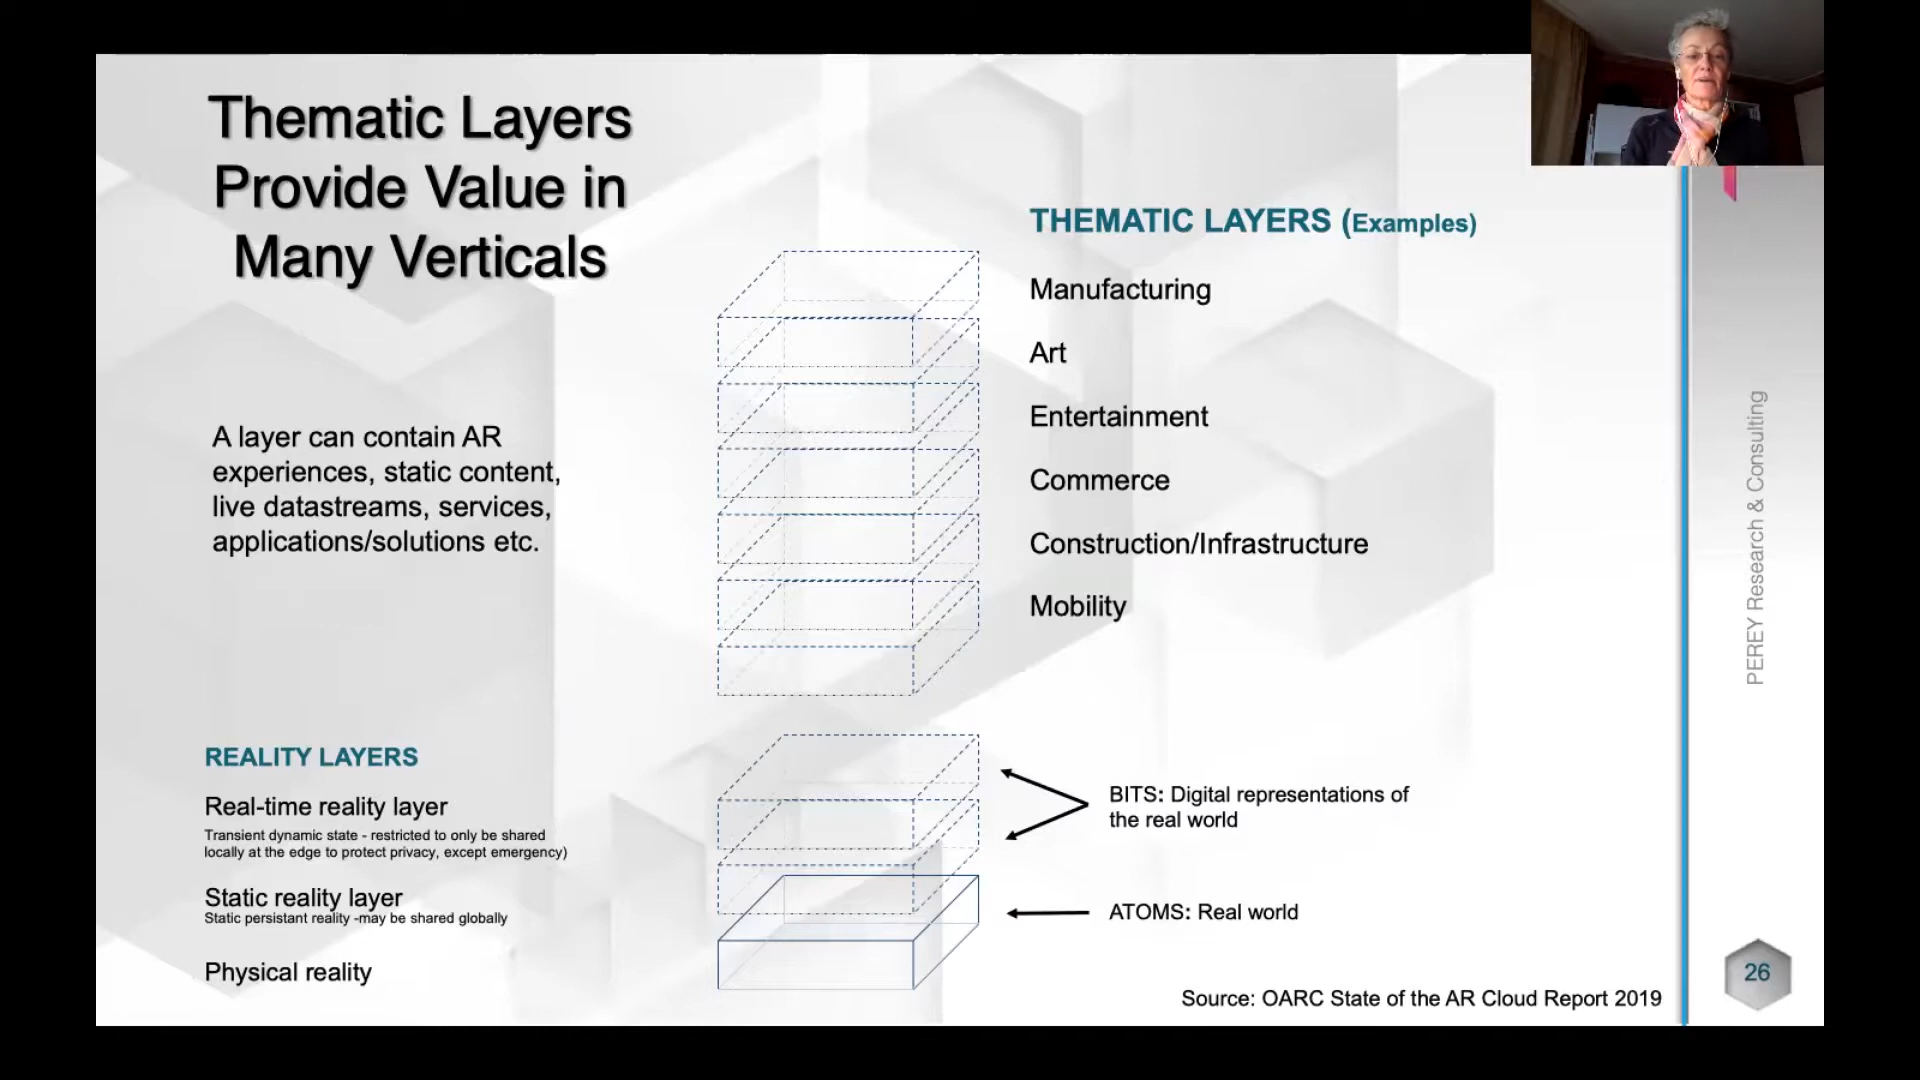 Thematic Layers
Provide Value in
Many Verticals
THEMATIC LAYERS (Examples)
Manufacturing
Art
Entertainment
Commerce
Construction/Infrastructure
Mobility
A layer can contain AR
experiences, static content,
live datastreams, services,
applications/solutions etc.
REALITY LAYERS
Real-time reality layer
Transient dynamic state - restricted to only be shared
locally at the edge to protect privacy, except emergency)
Static reality layer
Static persistant reality -may be shared globally
Physical reality
BITS: Digital representations of
the real world
ATOMS: Real world
Source: OARC State of the AR Cloud Report 2019
PEREY Research & Consulting
26